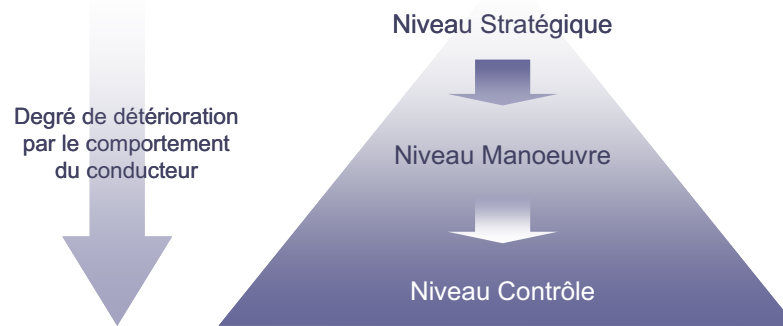 Niveau Stratégique
Degré de détérioration
par le comportement
du conducteur
Niveau Manoeuvre
Niveau Contrôle